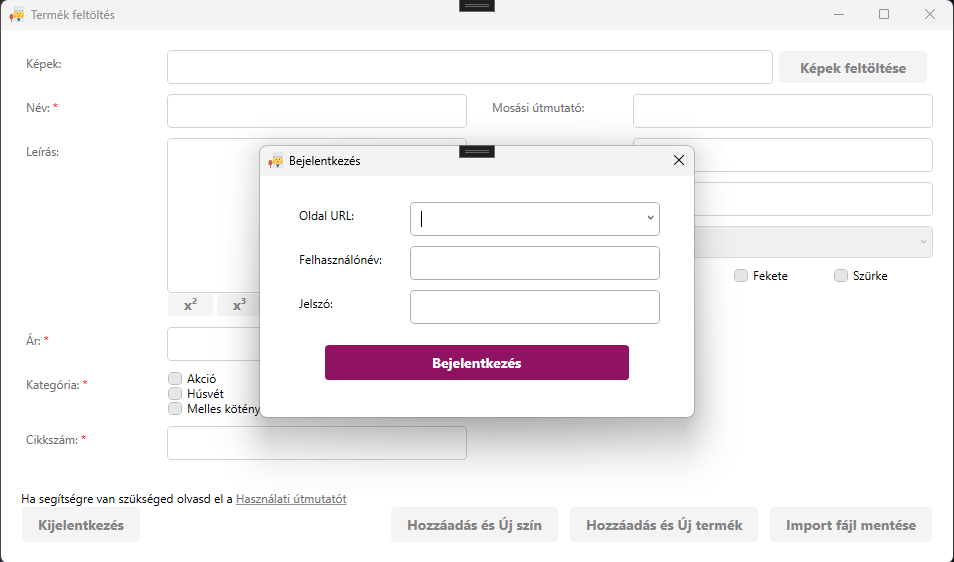 Termék feltöltés
Képek:
Képek feltöltése
Név: *
Mosási útmutató:
Leírás:
Bejelentkezés
Oldal URL:
Felhasználónév:
Jelszó:
Bejelentkezés
Fekete
Szürke
x²
x³
Ár: *
Kategória: *
Akció
Húsvét
Melles kötény
Cikkszám: *
Ha segítségre van szükséged olvasd el a Használati útmutatót
Kijelentkezés
Hozzáadás és Új szín
Hozzáadás és Új termék
Import fájl mentése